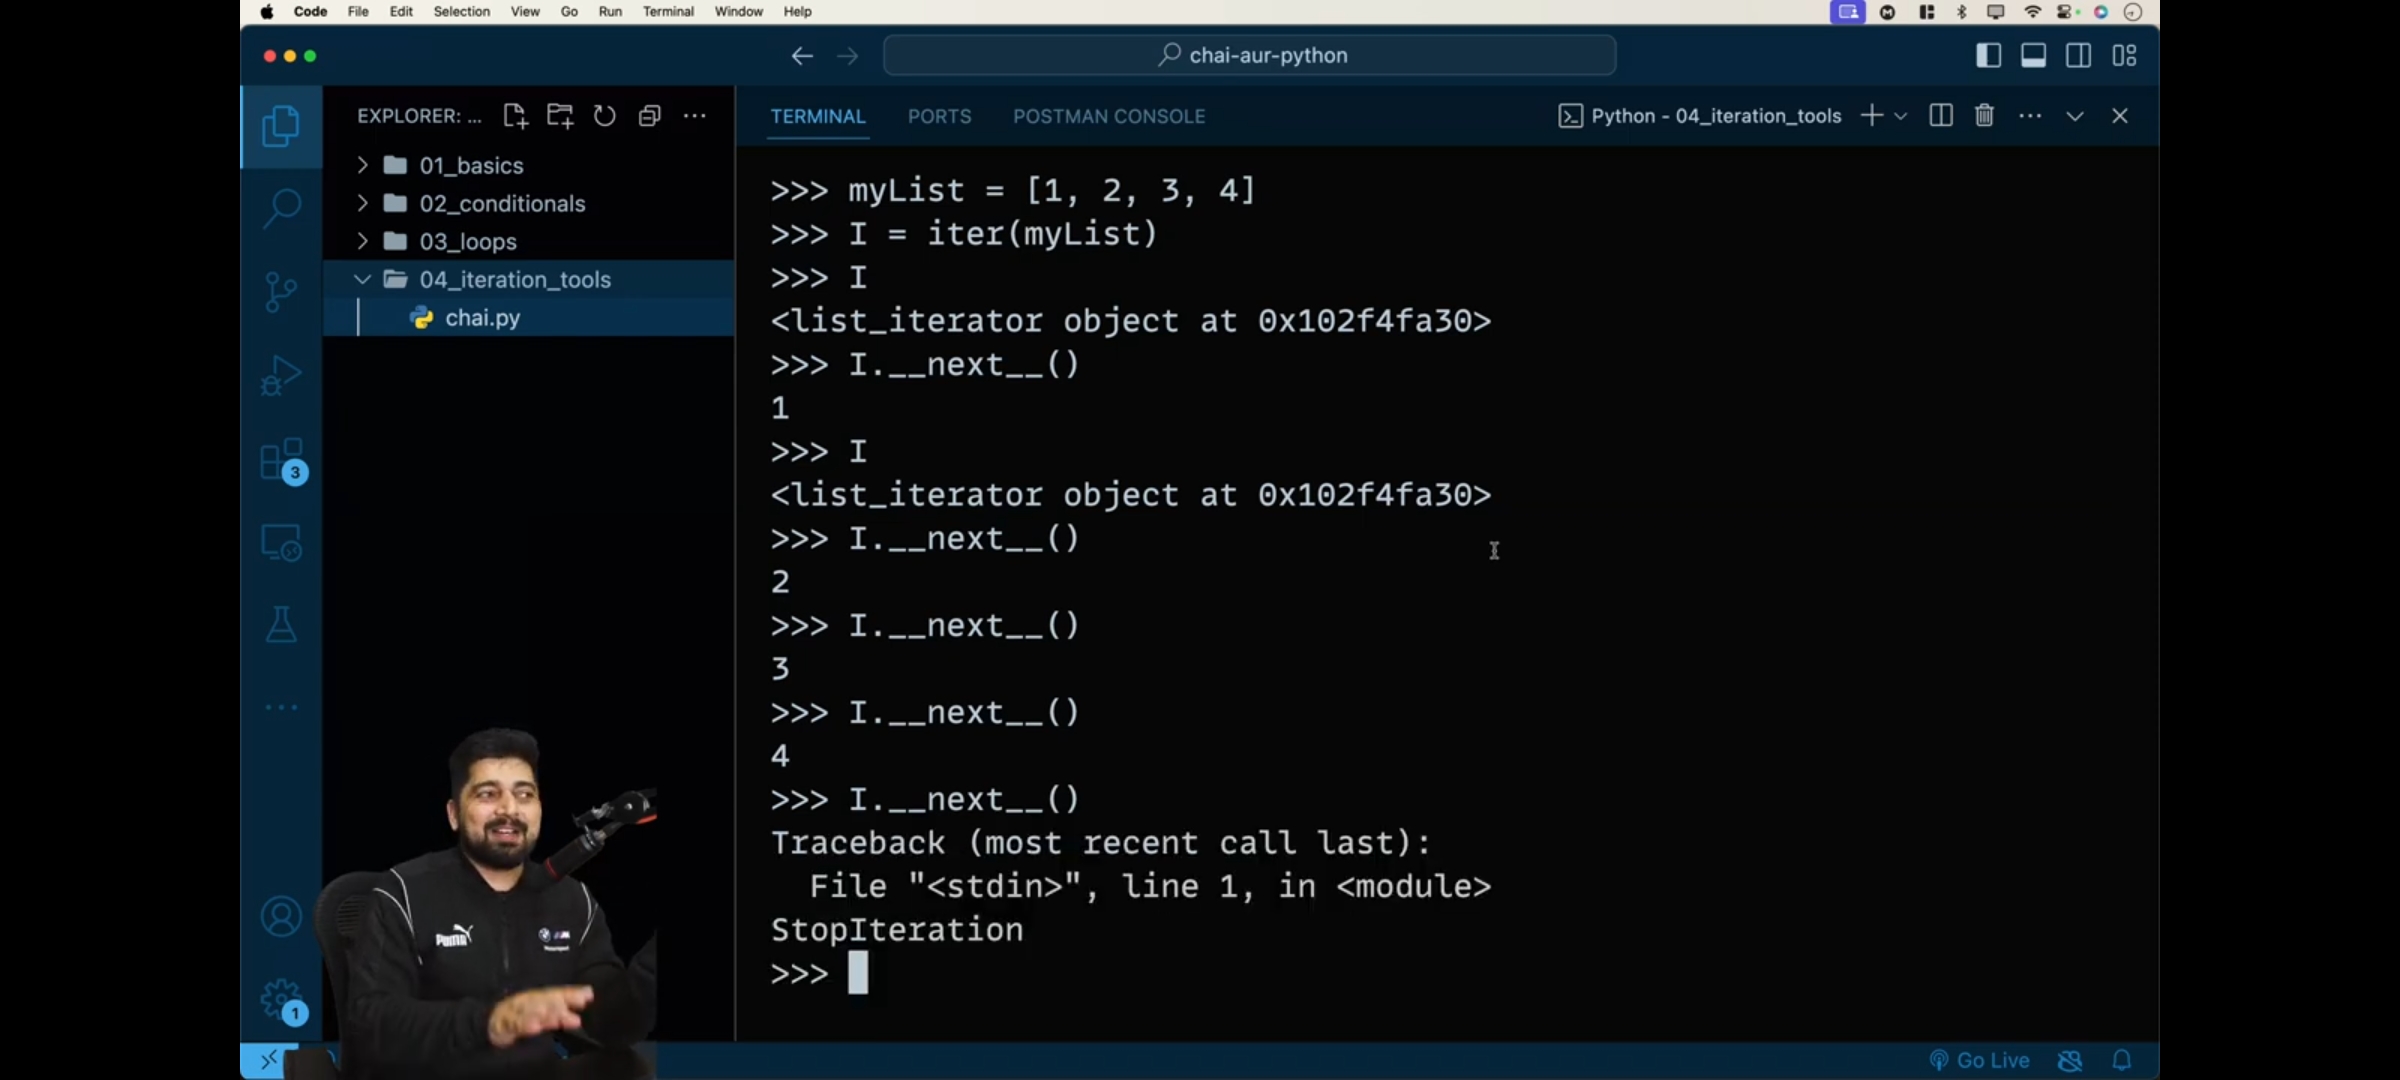 Code File Edit Selection View Go Run Terminal Window Help
chai-aur-python
EXPLORER: ...
01_basics
02_conditionals
03_loops
04_iteration_tools
chai.py
3
1
TERMINAL PORTS POSTMAN CONSOLE
Python - 04_iteration_tools
>>> myList = [1, 2, 3, 4]
>>> I = iter(myList)
>>> I
<list_iterator object at 0x102f4fa30>
>>> I.__next__()
1
>>> I
<list_iterator object at 0x102f4fa30>
>>> I.__next__()
2
>>> I.__next__()
3
>>> I.__next__()
4
>>> I.__next__()
Traceback (most recent call last):
  File "<stdin>", line 1, in <module>
StopIteration
>>>
PUMA
Go Live